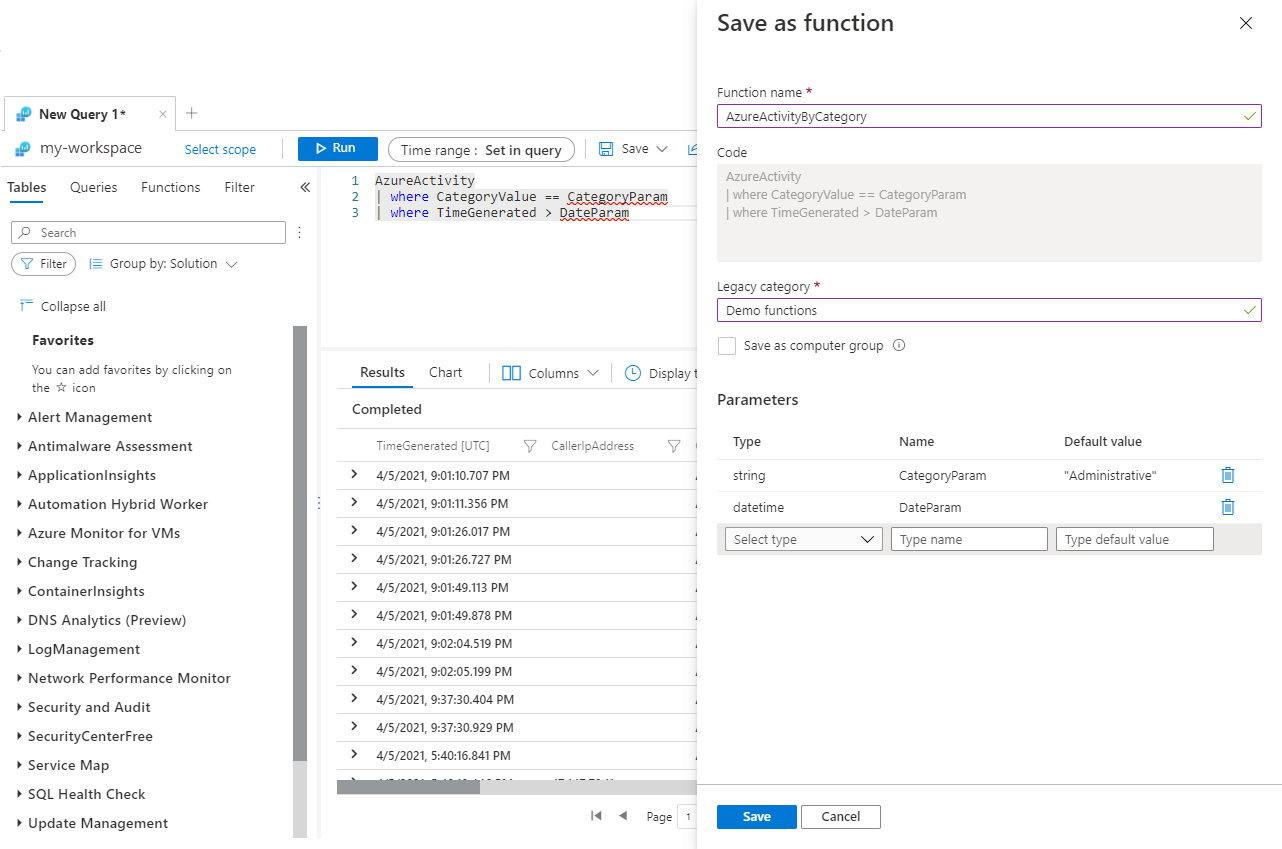 New Query 1*
my-workspace
Select scope
Run
Time range : Set in query
Save
Tables
Queries
Functions
Filter
Search
Filter
Group by: Solution
Collapse all
Favorites
You can add favorites by clicking on
the ☆ icon
Alert Management
Antimalware Assessment
ApplicationInsights
Automation Hybrid Worker
Azure Monitor for VMs
Change Tracking
ContainerInsights
DNS Analytics (Preview)
LogManagement
Network Performance Monitor
Security and Audit
SecurityCenterFree
Service Map
SQL Health Check
Update Management
1 AzureActivity
2 | where CategoryValue == CategoryParam
3 | where TimeGenerated > DateParam
Results
Chart
Columns
Display
Completed
TimeGenerated [UTC]
CallerIpAddress
4/5/2021, 9:01:10.707 PM
4/5/2021, 9:01:11.356 PM
4/5/2021, 9:01:26.017 PM
4/5/2021, 9:01:26.727 PM
4/5/2021, 9:01:49.113 PM
4/5/2021, 9:01:49.878 PM
4/5/2021, 9:02:04.519 PM
4/5/2021, 9:02:05.199 PM
4/5/2021, 9:37:30.404 PM
4/5/2021, 9:37:30.929 PM
4/5/2021, 5:40:16.841 PM
Page 1
Save as function
Function name *
AzureActivityByCategory
Code
AzureActivity
| where CategoryValue == CategoryParam
| where TimeGenerated > DateParam
Legacy category *
Demo functions
Save as computer group
Parameters
Type Name Default value
string CategoryParam "Administrative"
datetime DateParam
Select type Type name Type default value
Save
Cancel